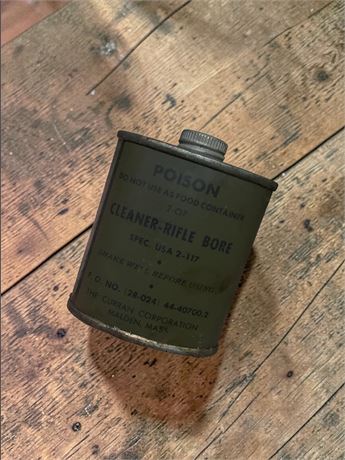 POISON
DO NOT USE AS FOOD CONTAINER
2-OZ
CLEANER-RIFLE BORE
SPEC. USA 2-117
SHAKE WELL BEFORE USING
P. O. NO. (28-024) 44-40700.2
THE CURRAN CORPORATION
MALDEN, MASS.